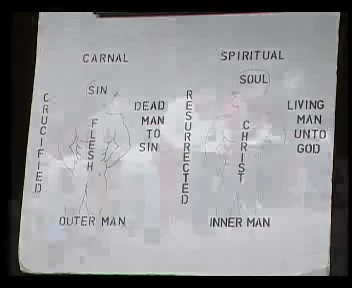 CARNAL
SIN
CRUCIFIED
FLESH
DEAD
MAN
TO
SIN
OUTER MAN
SPIRITUAL
SOUL
RESURRECTED
CHRIST
LIVING
MAN
UNTO
GOD
INNER MAN